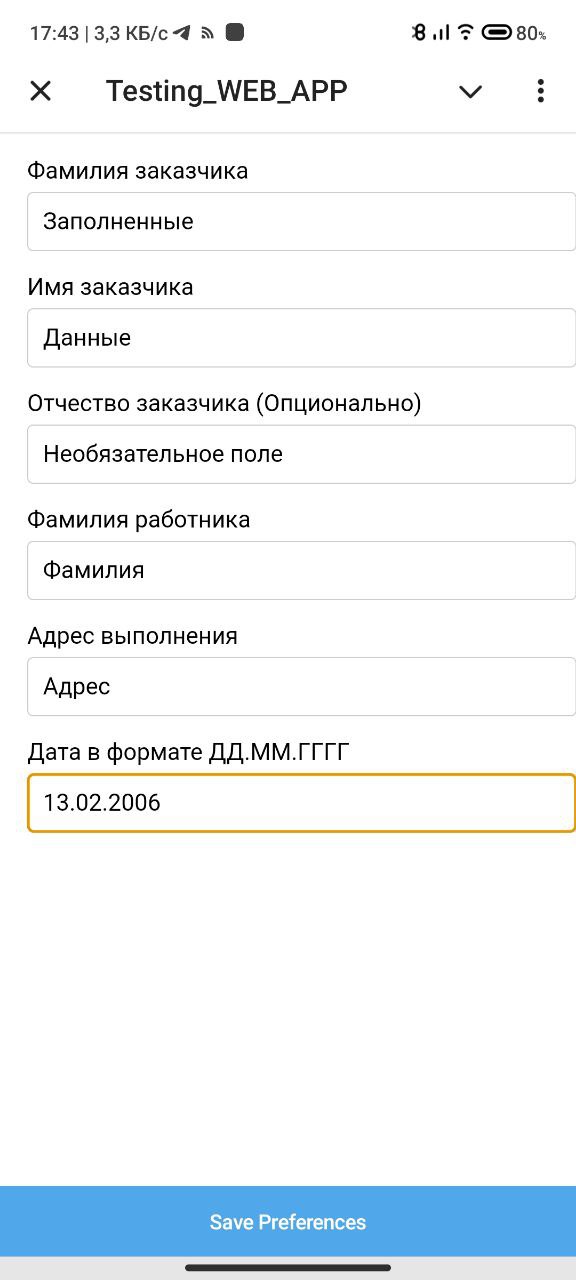 17:43 | 3,3 КБ/с 80%
Testing_WEB_APP
Фамилия заказчика
Заполненные
Имя заказчика
Данные
Отчество заказчика (Опционально)
Необязательное поле
Фамилия работника
Фамилия
Адрес выполнения
Адрес
Дата в формате ДД.ММ.ГГГГ
13.02.2006
Save Preferences